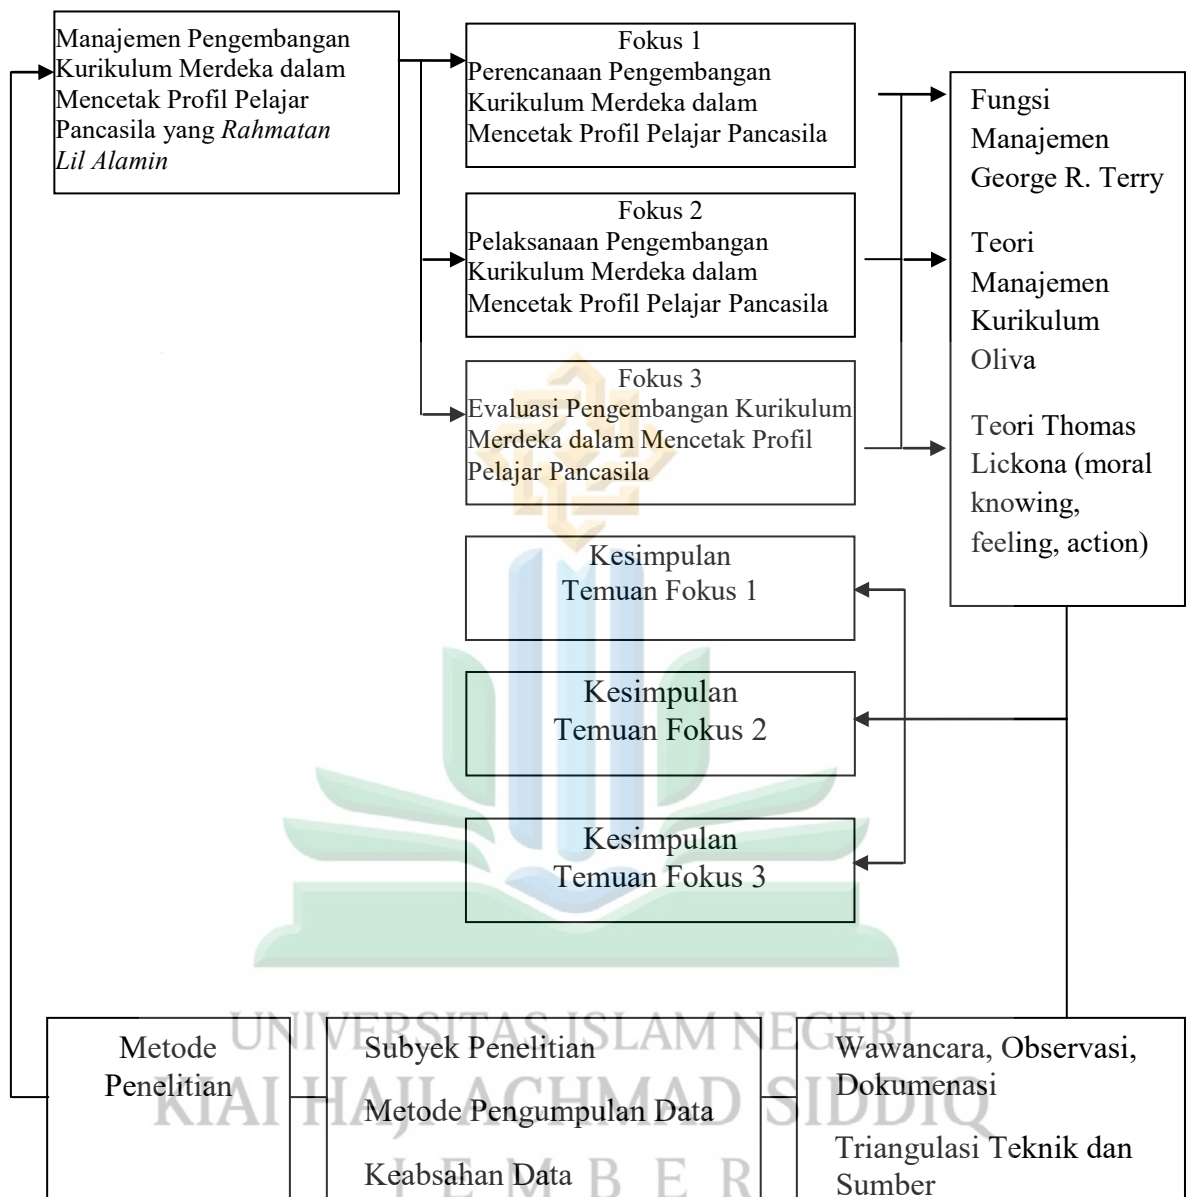 Manajemen Pengembangan
Kurikulum Merdeka dalam
Mencetak Profil Pelajar
Pancasila yang Rahmatan
Lil Alamin
Fokus 1
Perencanaan Pengembangan
Kurikulum Merdeka dalam
Mencetak Profil Pelajar Pancasila
Fokus 2
Pelaksanaan Pengembangan
Kurikulum Merdeka dalam
Mencetak Profil Pelajar Pancasila
Fokus 3
Evaluasi Pengembangan Kurikulum
Merdeka dalam Mencetak Profil
Pelajar Pancasila
Fungsi
Manajemen
George R. Terry
Teori
Manajemen
Kurikulum
Oliva
Teori Thomas
Lickona (moral
knowing,
feeling, action)
Kesimpulan
Temuan Fokus 1
Kesimpulan
Temuan Fokus 2
Kesimpulan
Temuan Fokus 3
Metode
Penelitian
Subyek Penelitian
Metode Pengumpulan Data
Keabsahan Data
Wawancara, Observasi,
Dokumenasi
Triangulasi Teknik dan
Sumber
UNIVERSITAS ISLAM NEGERI
KIAI HAJI ACHMAD SIDDIQ
JEMBER